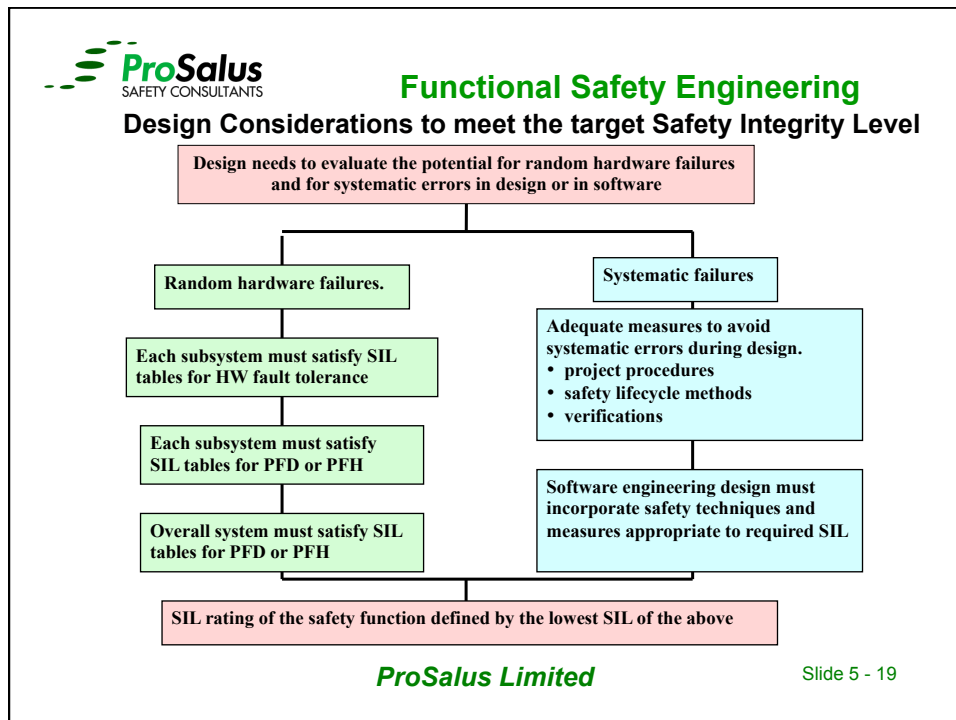 ProSalus
SAFETY CONSULTANTS
Functional Safety Engineering
Design Considerations to meet the target Safety Integrity Level
Design needs to evaluate the potential for random hardware failures
and for systematic errors in design or in software
Random hardware failures.
Each subsystem must satisfy SIL
tables for HW fault tolerance
Each subsystem must satisfy
SIL tables for PFD or PFH
Overall system must satisfy SIL
tables for PFD or PFH
Systematic failures
Adequate measures to avoid
systematic errors during design.
• project procedures
• safety lifecycle methods
• verifications
Software engineering design must
incorporate safety techniques and
measures appropriate to required SIL
SIL rating of the safety function defined by the lowest SIL of the above
ProSalus Limited
Slide 5 - 19